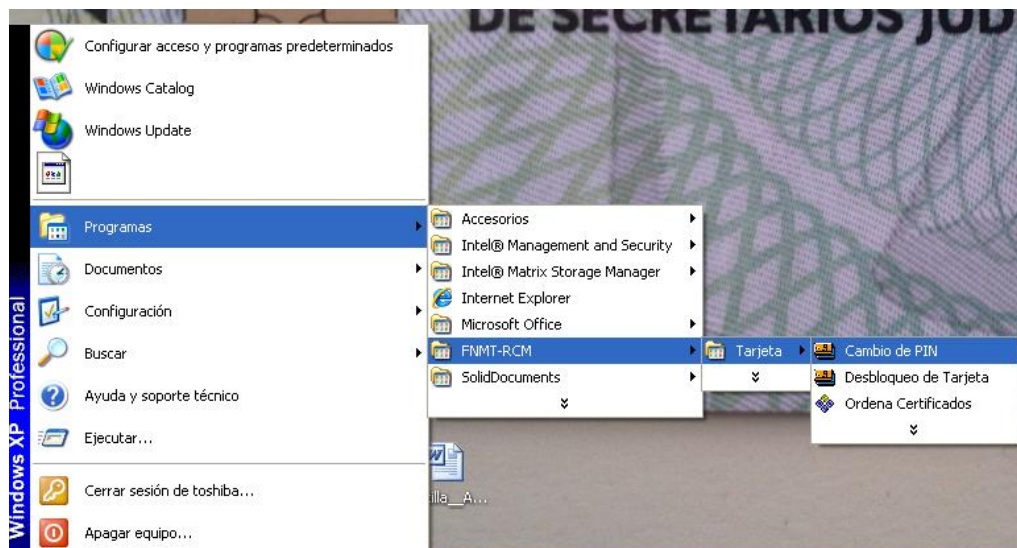 DE SECRETARIOS JUD
Configurar acceso y programas predeterminados
Windows Catalog
Windows Update
Programas
Documentos
Configuración
Buscar
Ayuda y soporte técnico
Ejecutar...
Cerrar sesión de toshiba...
Apagar equipo...
Windows XP Professional
Accesorios
Intel® Management and Security
Intel® Matrix Storage Manager
Internet Explorer
Microsoft Office
FNMT-RCM
SolidDocuments
Tarjeta
Cambio de PIN
Desbloqueo de Tarjeta
Ordena Certificados
illa__A...